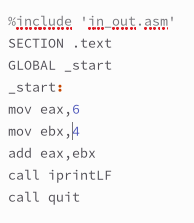 %include 'in_out.asm'
SECTION .text
GLOBAL _start
_start:
mov eax,6
mov ebx,4
add eax,ebx
call iprintLF
call quit